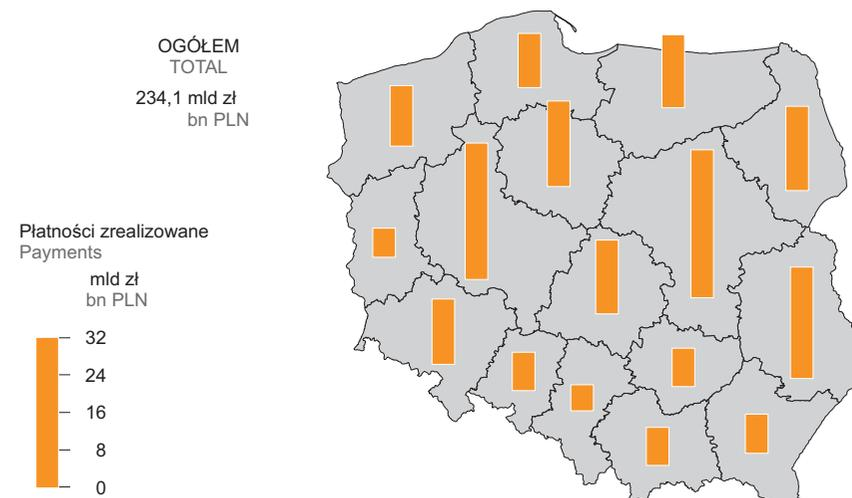 OGÓŁEM
TOTAL
234,1 mld zł
bn PLN
Płatności zrealizowane
Payments
mld zł
bn PLN
32
24
16
8
0